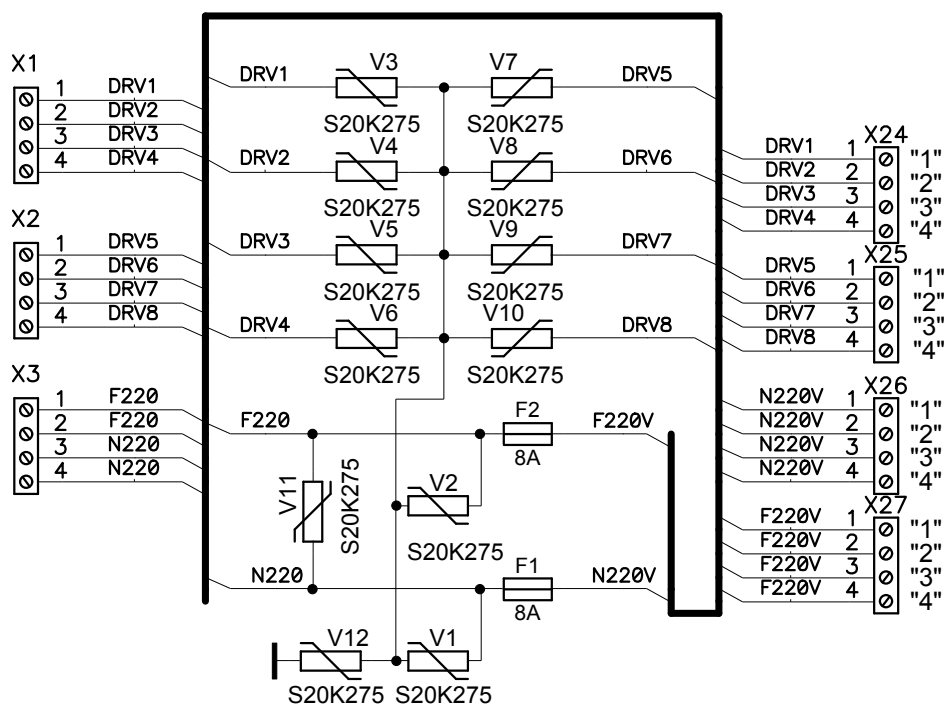 X1
1 DRV1
2 DRV2
3 DRV3
4 DRV4
X2
1 DRV5
2 DRV6
3 DRV7
4 DRV8
X3
1 F220
2 F220
3 N220
4 N220
DRV1 V3 V7 DRV5
S20K275 S20K275
DRV2 V4 V8 DRV6
S20K275 S20K275
DRV3 V5 V9 DRV7
S20K275 S20K275
DRV4 V6 V10 DRV8
S20K275 S20K275
F220 F2 F220V
8A
V11 S20K275
V2
S20K275
N220 F1 N220V
8A
V12 V1
S20K275 S20K275
X24
DRV1 1 "1"
DRV2 2 "2"
DRV3 3 "3"
DRV4 4 "4"
X25
DRV5 1 "1"
DRV6 2 "2"
DRV7 3 "3"
DRV8 4 "4"
X26
N220V 1 "1"
N220V 2 "2"
N220V 3 "3"
N220V 4 "4"
X27
F220V 1 "1"
F220V 2 "2"
F220V 3 "3"
F220V 4 "4"